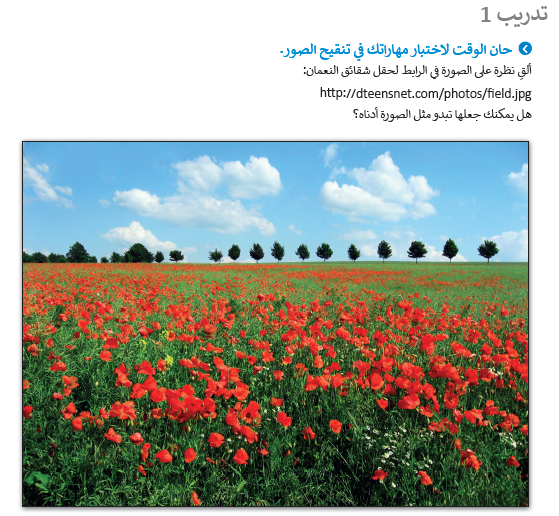 تدريب 1
حان الوقت لاختبار مهاراتك في تنقيح الصور.
ألقِ نظرة على الصورة في الرابط لحقل شقائق النعمان:
http://dteensnet.com/photos/field.jpg
هل يمكنك جعلها تبدو مثل الصورة أدناه؟